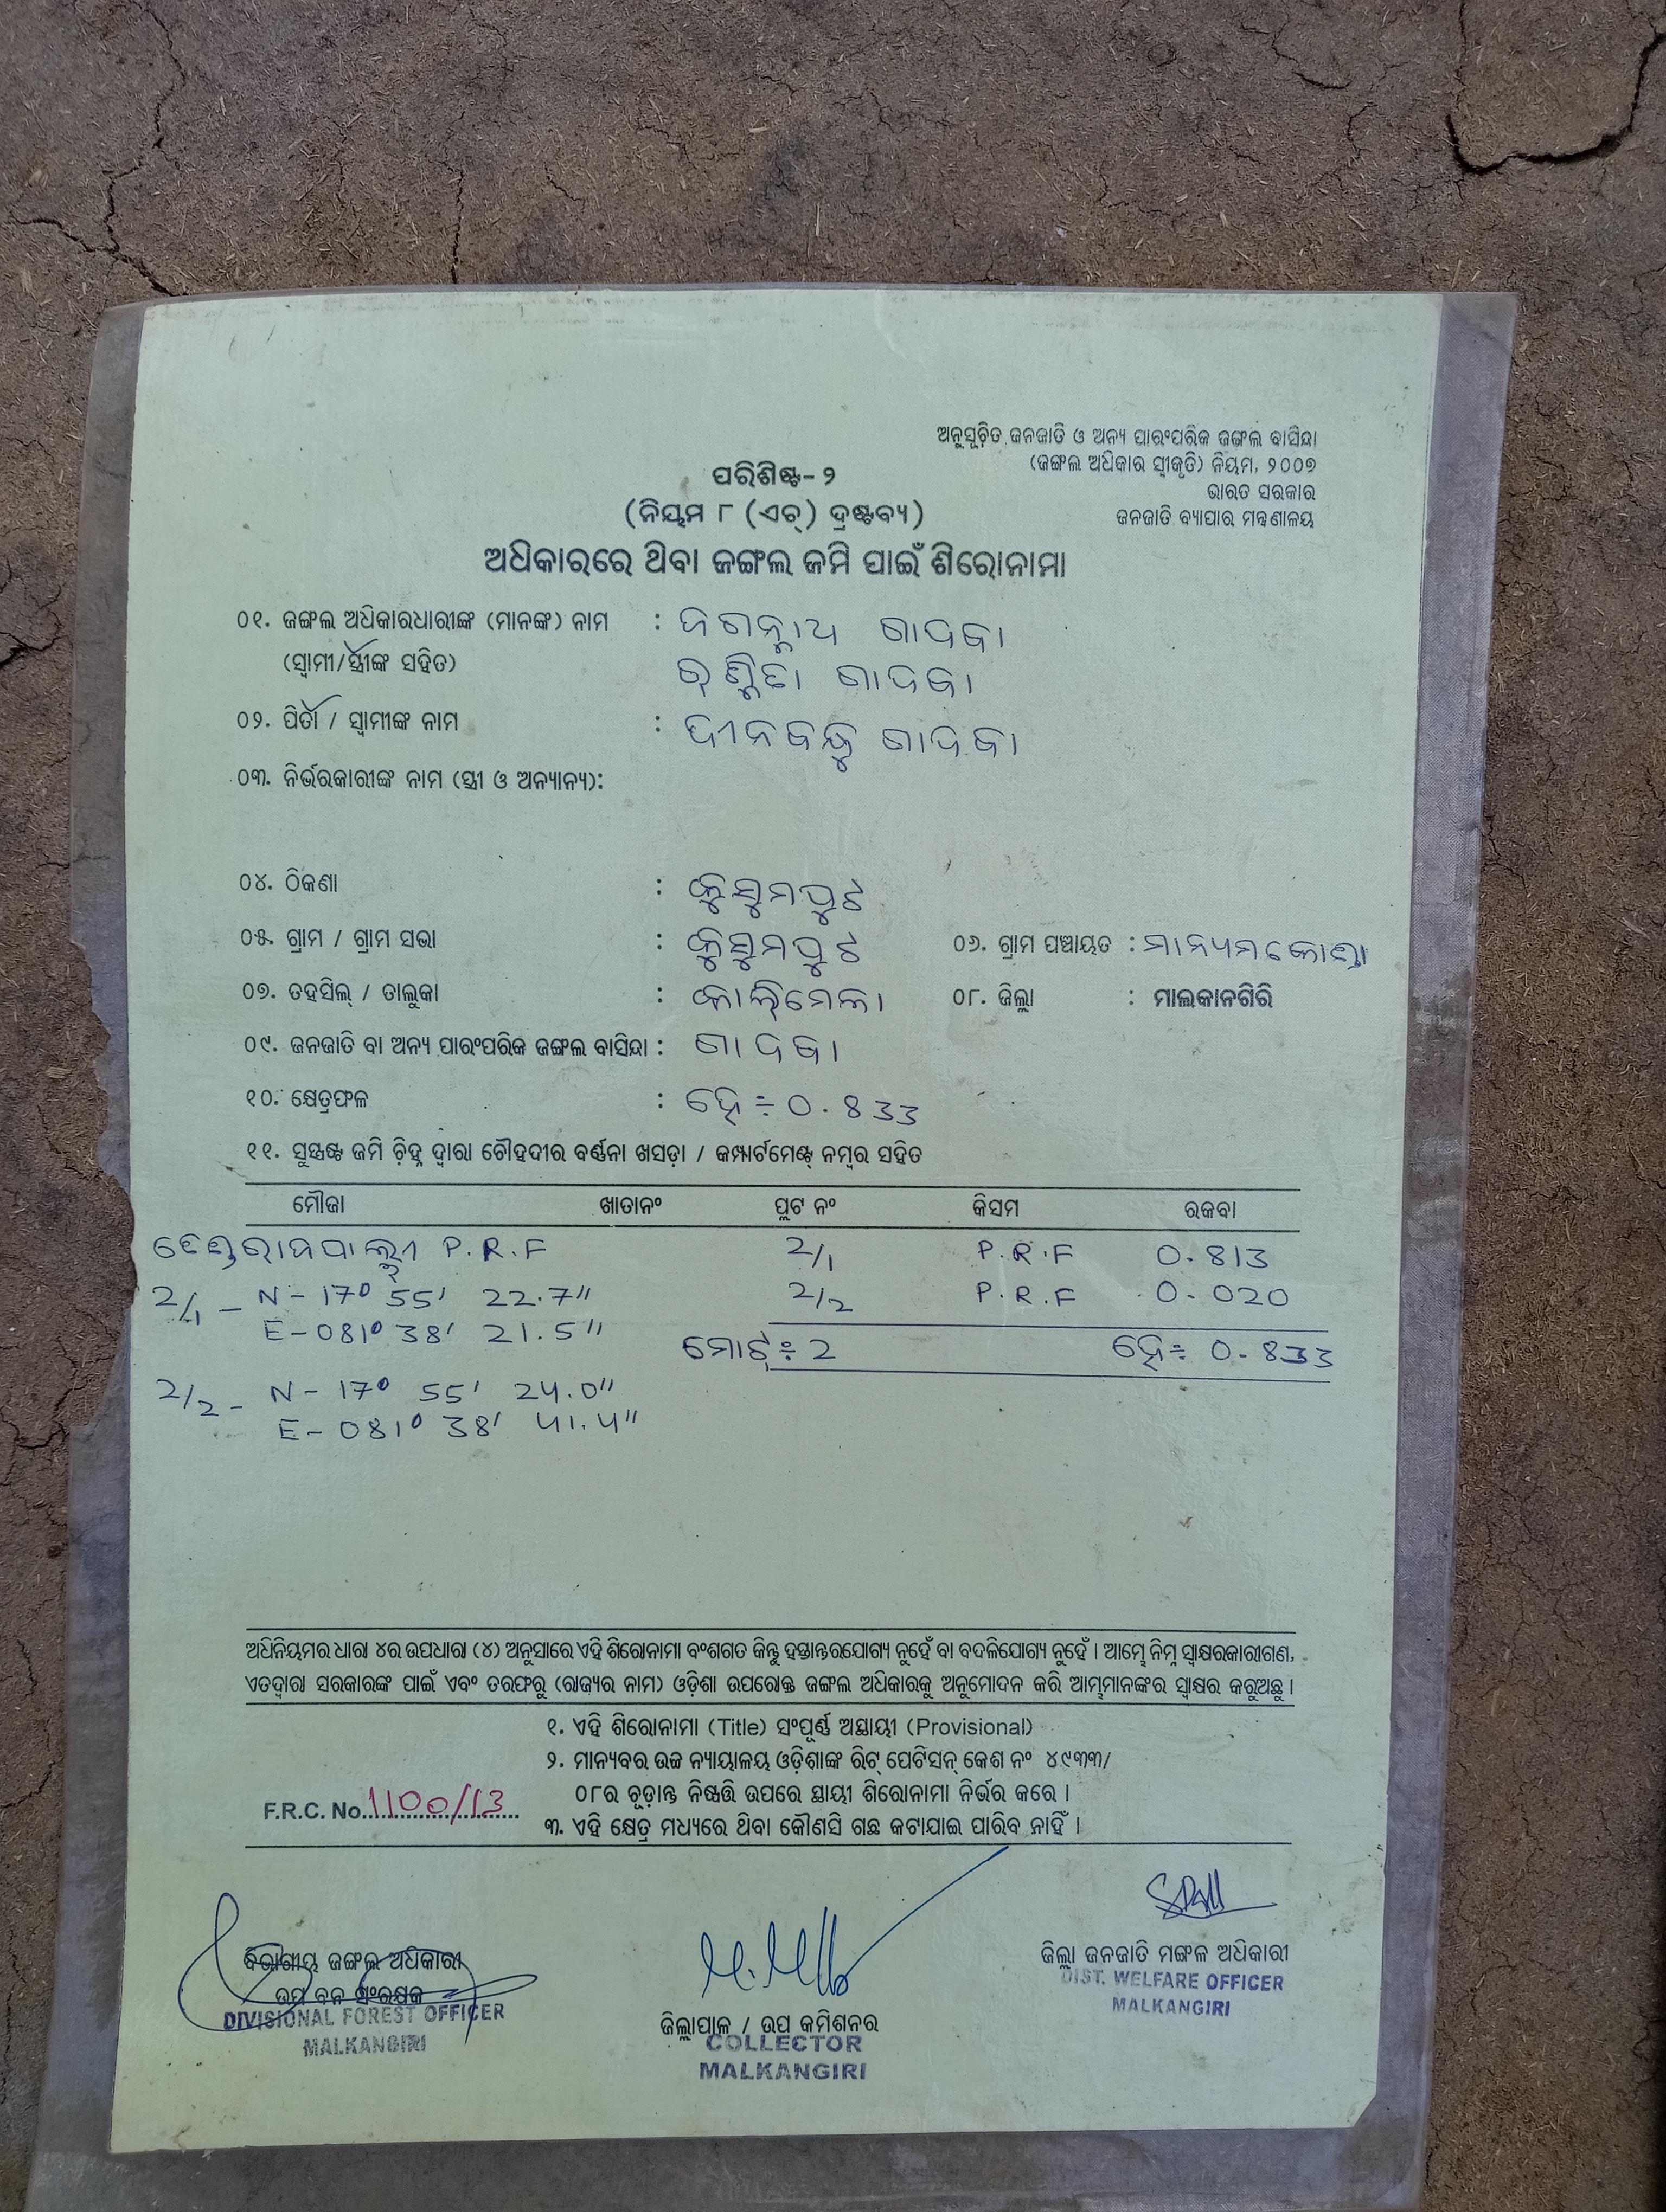 ଅନୁସୂଚିତ ଜନଜାତି ଓ ଅନ୍ୟ ପାରଂପରିକ ଜଙ୍ଗଲ ବାସିନ୍ଦା
(ଜଙ୍ଗଲ ଅଧିକାର ସ୍ୱୀକୃତି) ନିୟମ, ୨୦୦୭
ଭାରତ ସରକାର
ଜନଜାତି ବ୍ୟାପାର ମନ୍ତ୍ରଣାଳୟ
ପରିଶିଷ୍ଟ-୨
(ନିୟମ ୮ (ଏଚ୍) ଦ୍ରଷ୍ଟବ୍ୟ)
ଅଧିକାରରେ ଥିବା ଜଙ୍ଗଲ ଜମି ପାଇଁ ଶିରୋନାମା
୦୧. ଜଙ୍ଗଲ ଅଧିକାରଧାରୀଙ୍କ (ମାନଙ୍କ) ନାମ : ଜଗନ୍ନାଥ ଗାଦବା
(ସ୍ୱାମୀ/ସ୍ତ୍ରୀଙ୍କ ସହିତ) ଗାଦବା
୦୨. ପିତା / ସ୍ୱାମୀଙ୍କ ନାମ : ଦୀନବନ୍ଧୁ ଗାଦବା
୦୩. ନିର୍ଭରକାରୀଙ୍କ ନାମ (ସ୍ତ୍ରୀ ଓ ଅନ୍ୟାନ୍ୟ):
୦୪. ଠିକଣା : କୁସୁମପୁଟ
୦୫. ଗ୍ରାମ / ଗ୍ରାମ ସଭା : କୁସୁମପୁଟ ୦୬. ଗ୍ରାମ ପଞ୍ଚାୟତ : ମାନ୍ୟମକୋଣ୍ଡା
୦୭. ତହସିଲ୍ / ତାଲୁକା : କାଲିମେଲା ୦୮. ଜିଲ୍ଲା : ମାଲକାନଗିରି
୦୯. ଜନଜାତି ବା ଅନ୍ୟ ପାରଂପରିକ ଜଙ୍ଗଲ ବାସିନ୍ଦା : ଗାଦବା
୧୦. କ୍ଷେତ୍ରଫଳ : ହେ÷ 0.833
୧୧. ସୁସ୍ପଷ୍ଟ ଜମି ଚିହ୍ନ ଦ୍ୱାରା ଚୌହଦୀର ବର୍ଣ୍ଣନା ଖସଡ଼ା / କମ୍ପାର୍ଟମେଣ୍ଟ୍ ନମ୍ବର ସହିତ
ମୌଜା ଖାତାନଂ ପ୍ଲଟ ନଂ କିସମ ରକବା
P.R.F 2/1 P.R.F 0.813
2/1 - N - 17° 55' 22.7" 2/2 P.R.F 0.020
E - 081° 38' 21.5"
ମୋଟ୍ ÷ 2 ହେ÷ 0.833
2/2 - N - 17° 55' 24.0"
E - 081° 38' 41.4"
ଅଧିନିୟମର ଧାରା ୪ର ଉପଧାରା (୪) ଅନୁସାରେ ଏହି ଶିରୋନାମା ବଂଶଗତ କିନ୍ତୁ ହସ୍ତାନ୍ତରଯୋଗ୍ୟ ନୁହେଁ ବା ବଦଳିଯୋଗ୍ୟ ନୁହେଁ । ଆମ୍ଭେ ନିମ୍ନ ସ୍ୱାକ୍ଷରକାରୀଗଣ,
ଏତଦ୍ୱାରା ସରକାରଙ୍କ ପାଇଁ ଏବଂ ତରଫରୁ (ରାଜ୍ୟର ନାମ) ଓଡ଼ିଶା ଉପରୋକ୍ତ ଜଙ୍ଗଲ ଅଧିକାରକୁ ଅନୁମୋଦନ କରି ଆମ୍ଭମାନଙ୍କର ସ୍ୱାକ୍ଷର କରୁଅଛୁ ।
୧. ଏହି ଶିରୋନାମା (Title) ସଂପୂର୍ଣ୍ଣ ଅସ୍ଥାୟୀ (Provisional)
୨. ମାନ୍ୟବର ଉଚ୍ଚ ନ୍ୟାୟାଳୟ ଓଡ଼ିଶାଙ୍କ ରିଟ୍ ପେଟିସନ୍ କେଶ ନଂ ୪୯୩୩/
୦୮ର ଚୂଡ଼ାନ୍ତ ନିଷ୍ପତ୍ତି ଉପରେ ସ୍ଥାୟୀ ଶିରୋନାମା ନିର୍ଭର କରେ ।
F.R.C. No. 1100/13
୩. ଏହି କ୍ଷେତ୍ର ମଧ୍ୟରେ ଥିବା କୌଣସି ଗଛ କଟାଯାଇ ପାରିବ ନାହିଁ ।
ବିଭାଗୀୟ ଜଙ୍ଗଲ ଅଧିକାରୀ
ଉପ ବନ ସଂରକ୍ଷକ
DIVISIONAL FOREST OFFICER
MALKANGIRI
ଜିଲ୍ଲାପାଳ / ଉପ କମିଶନର
COLLECTOR
MALKANGIRI
ଜିଲ୍ଲା ଜନଜାତି ମଙ୍ଗଳ ଅଧିକାରୀ
DIST. WELFARE OFFICER
MALKANGIRI